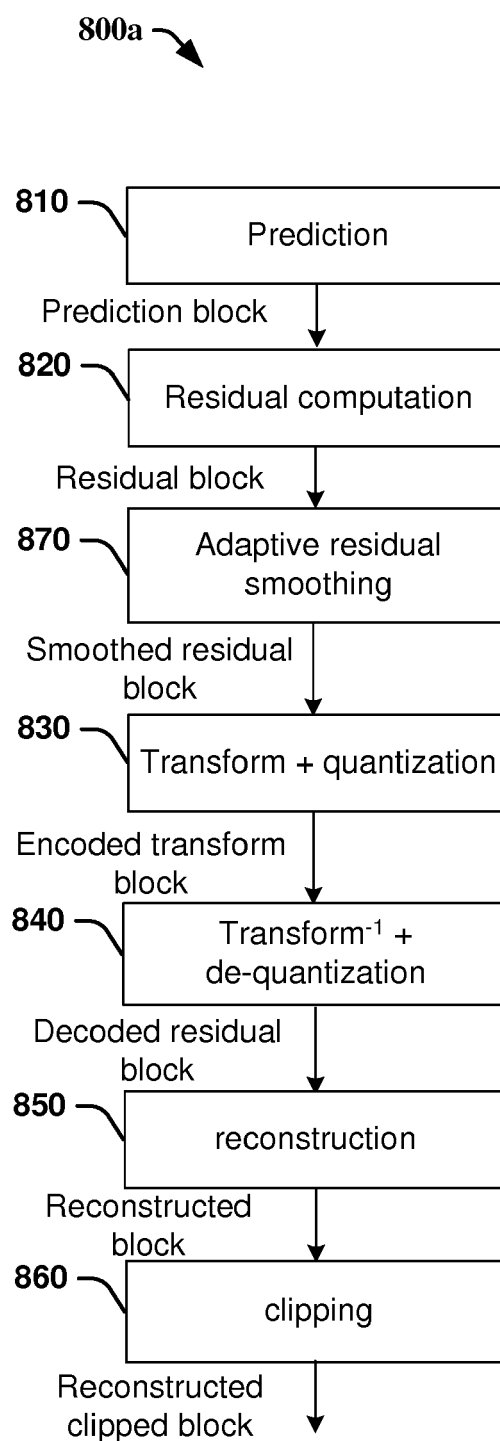 800a
810
Prediction
Prediction block
820
Residual computation
Residual block
870
Adaptive residual
smoothing
Smoothed residual
block
830
Transform + quantization
Encoded transform
block
840
Transform⁻¹ +
de-quantization
Decoded residual
block
850
reconstruction
Reconstructed
block
860
clipping
Reconstructed
clipped block